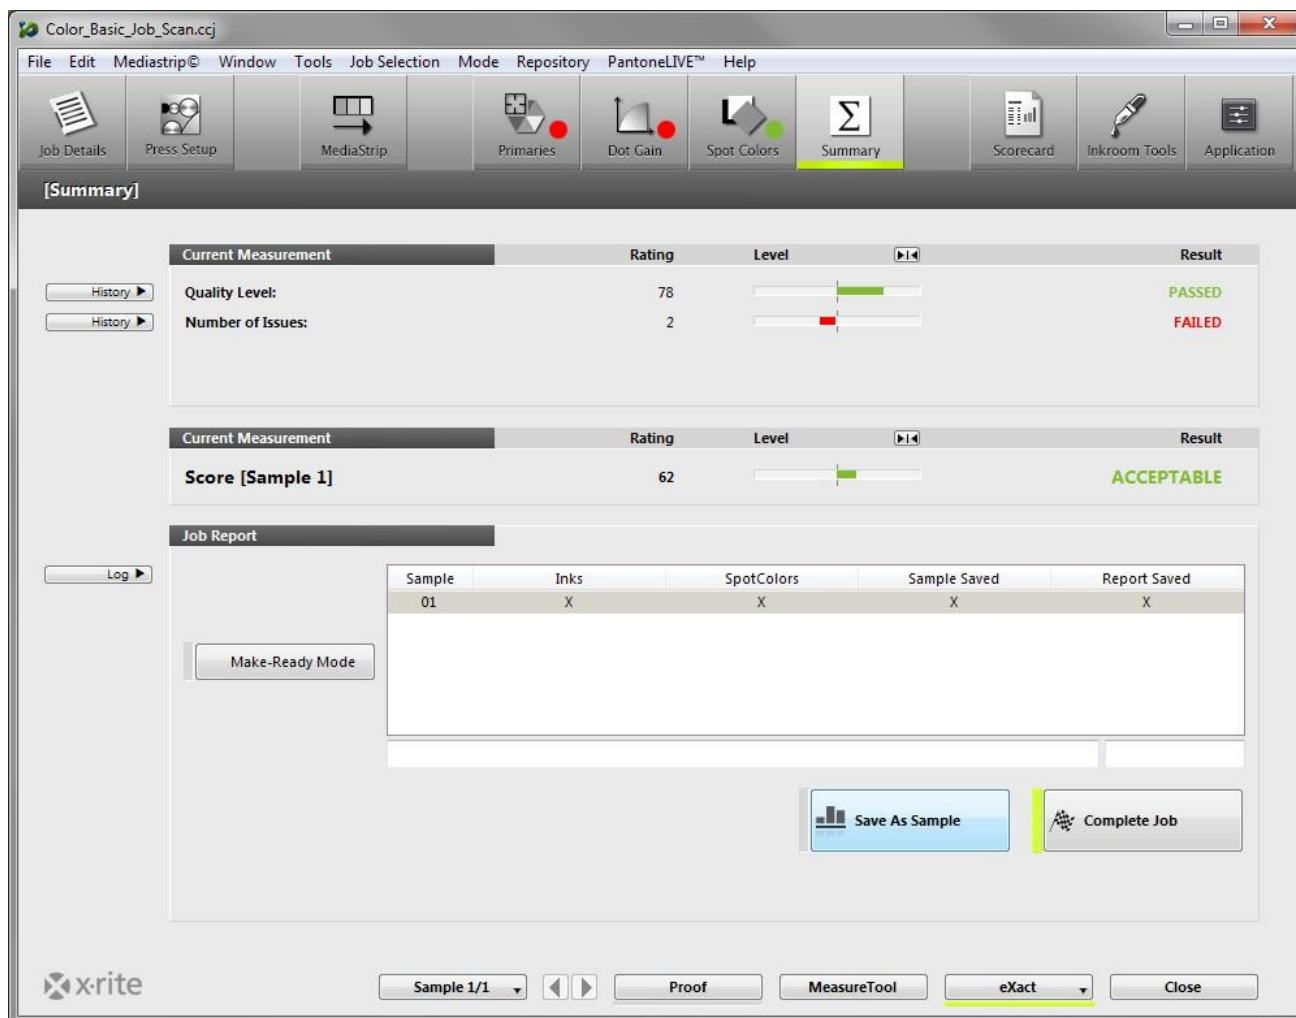 Color_Basic_Job_Scan.ccj
File Edit Mediastrip© Window Tools Job Selection Mode Repository PantoneLIVE™ Help
Job Details Press Setup MediaStrip Primaries Dot Gain Spot Colors Summary Scorecard Inkroom Tools Application
[Summary]
Current Measurement Rating Level Result
History Quality Level: 78 PASSED
History Number of Issues: 2 FAILED
Current Measurement Rating Level Result
Score [Sample 1] 62 ACCEPTABLE
Job Report
Log
Sample Inks SpotColors Sample Saved Report Saved
01 X X X X
Make-Ready Mode
Save As Sample Complete Job
x·rite Sample 1/1 Proof MeasureTool eXact Close